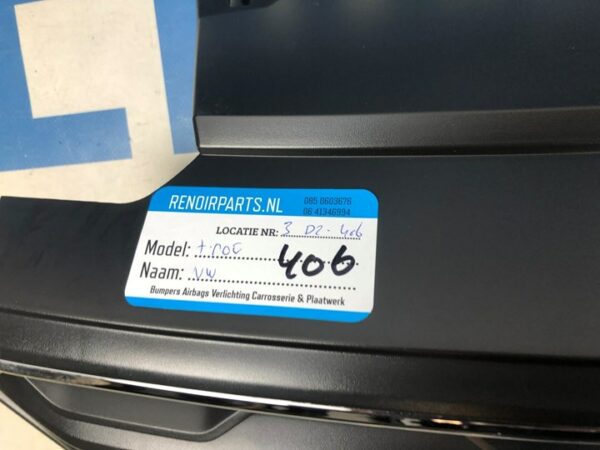 RENOIRPARTS.NL
085 0603676
06 41346994
LOCATIE NR: 3 D2-406
Model: t-roc
406
Naam: VW
Bumpers Airbags Verlichting Carrosserie & Plaatwerk